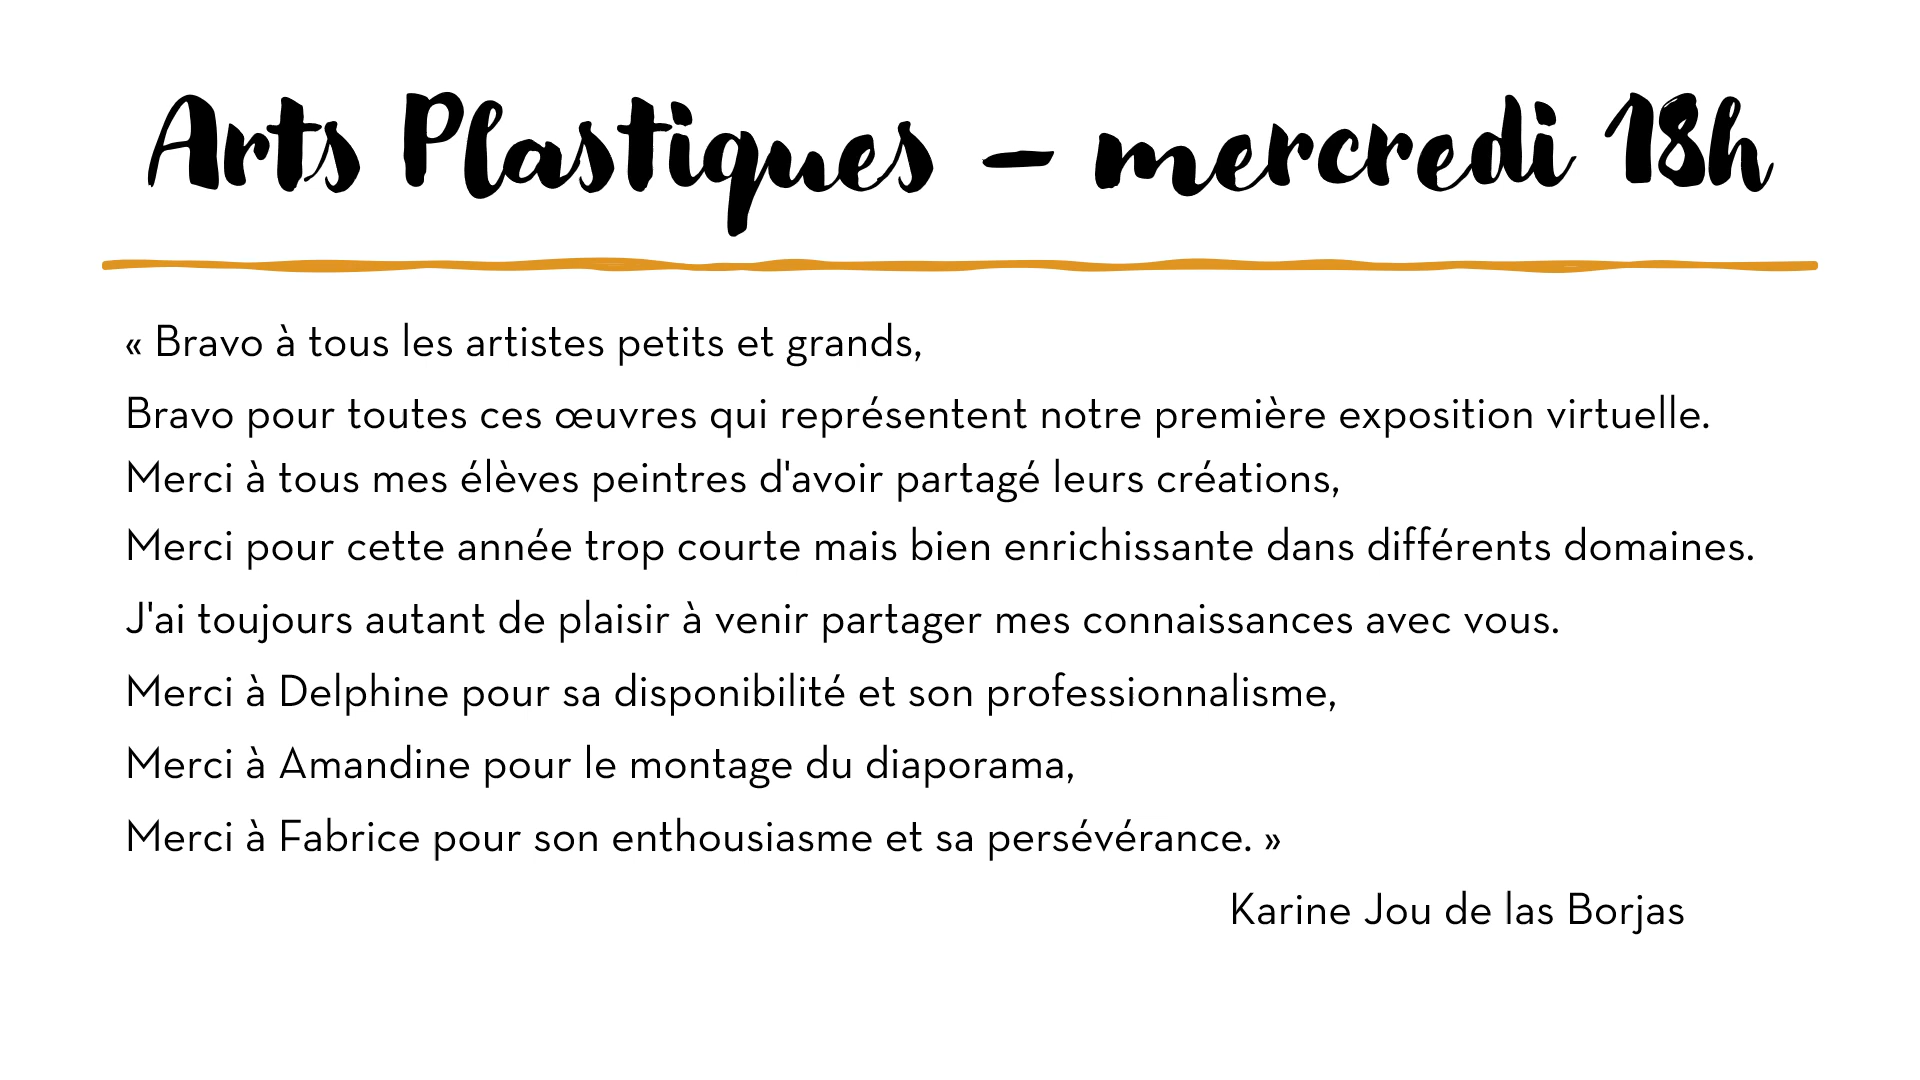 Arts Plastiques – mercredi 18h
« Bravo à tous les artistes petits et grands,
Bravo pour toutes ces œuvres qui représentent notre première exposition virtuelle.
Merci à tous mes élèves peintres d'avoir partagé leurs créations,
Merci pour cette année trop courte mais bien enrichissante dans différents domaines.
J'ai toujours autant de plaisir à venir partager mes connaissances avec vous.
Merci à Delphine pour sa disponibilité et son professionnalisme,
Merci à Amandine pour le montage du diaporama,
Merci à Fabrice pour son enthousiasme et sa persévérance. »
Karine Jou de las Borjas